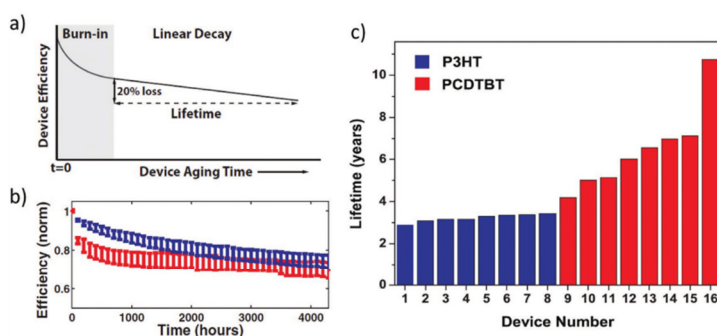 a)
Burn-in
Linear Decay
Device Efficiency
20% loss
Lifetime
t=0
Device Aging Time
b)
Efficiency (norm)
1
0.8
0.6
0
1000
2000
3000
4000
Time (hours)
c)
P3HT
PCDTBT
Lifetime (years)
10
8
6
4
2
0
1 2 3 4 5 6 7 8 9 10 11 12 13 14 15 16
Device Number